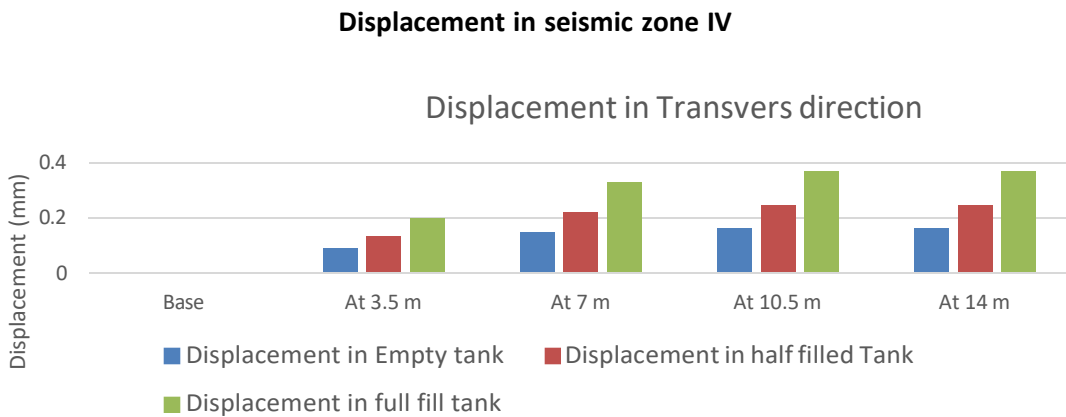 Displacement in seismic zone IV
Displacement in Transvers direction
Displacement (mm)
0.4
0.2
0
Base
At 3.5 m
At 7 m
At 10.5 m
At 14 m
Displacement in Empty tank
Displacement in half filled Tank
Displacement in full fill tank